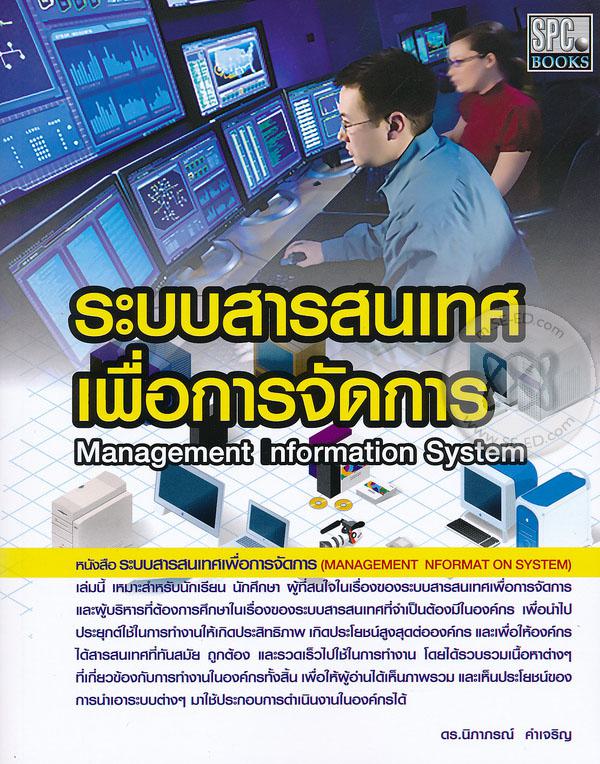 SPC
BOOKS
ระบบสารสนเทศ
เพื่อการจัดการ
Management nformation System
SE-ED.com
www.SE-ED.com
หนังสือ ระบบสารสนเทศเพื่อการจัดการ (MANAGEMENT NFORMAT ON SYSTEM)
เล่มนี้ เหมาะสำหรับนักเรียน นักศึกษา ผู้ที่สนใจในเรื่องของระบบสารสนเทศเพื่อการจัดการ
และผู้บริหารที่ต้องการศึกษาในเรื่องของระบบสารสนเทศที่จำเป็นต้องมีในองค์กร เพื่อนำไป
ประยุกต์ใช้ในการทำงานให้เกิดประสิทธิภาพ เกิดประโยชน์สูงสุดต่อองค์กร และเพื่อให้องค์กร
ได้สารสนเทศที่ทันสมัย ถูกต้อง และรวดเร็วไปใช้ในการทำงาน โดยได้รวบรวมเนื้อหาต่างๆ
ที่เกี่ยวข้องกับการทำงานในองค์กรทั้งสิ้น เพื่อให้ผู้อ่านได้เห็นภาพรวม และเห็นประโยชน์ของ
การนำเอาระบบต่างๆ มาใช้ประกอบการดำเนินงานในองค์กรได้
ดร.นิภาภรณ์ คำเจริญ